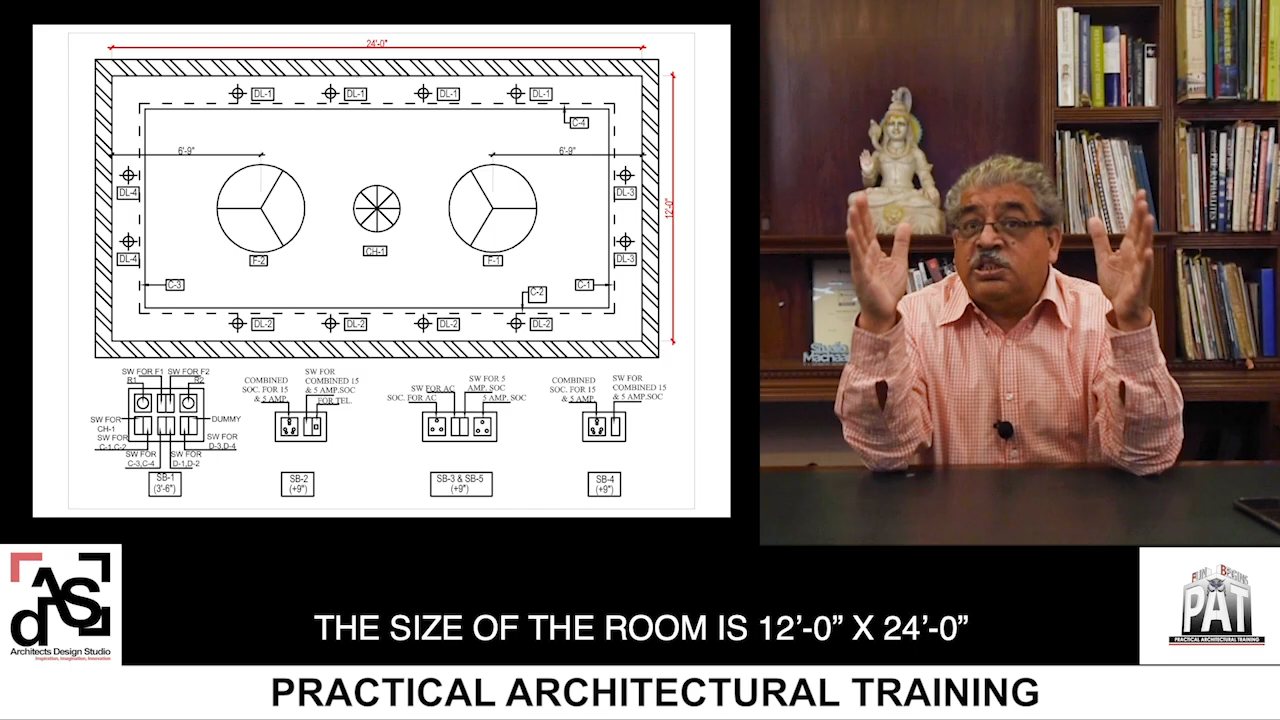 24'-0"
DL-1
DL-1
DL-1
DL-1
C-4
6'-9"
6'-9"
DL-4
DL-3
12'-0"
CH-1
DL-4
F-2
F-1
DL-3
C-3
C-2
C-1
DL-2
DL-2
DL-2
DL-2
SW FOR F1
SW FOR F2
R1
R2
SW FOR
CH-1
DUMMY
SW FOR
C-1,C-2
SW FOR
D-3,D-4
SW FOR
C-3,C-4
SW FOR
D-1,D-2
SB-1
(3'-6")
COMBINED
SOC. FOR 15
& 5 AMP.
SW FOR
COMBINED 15
& 5 AMP.SOC
FOR TEL.
SB-2
(+9")
SW FOR AC
SOC. FOR AC
SW FOR 5
AMP. SOC
5 AMP. SOC
SB-3 & SB-5
(+9")
COMBINED
SOC. FOR 15
& 5 AMP.
SW FOR
COMBINED 15
& 5 AMP.SOC
SB-4
(+9")
Studio
dAS
Architects Design Studio
Inspiration, Imagination, Innovation
THE SIZE OF THE ROOM IS 12’-0” X 24’-0”
PAT
PRACTICAL ARCHITECTURAL TRAINING
PRACTICAL ARCHITECTURAL TRAINING